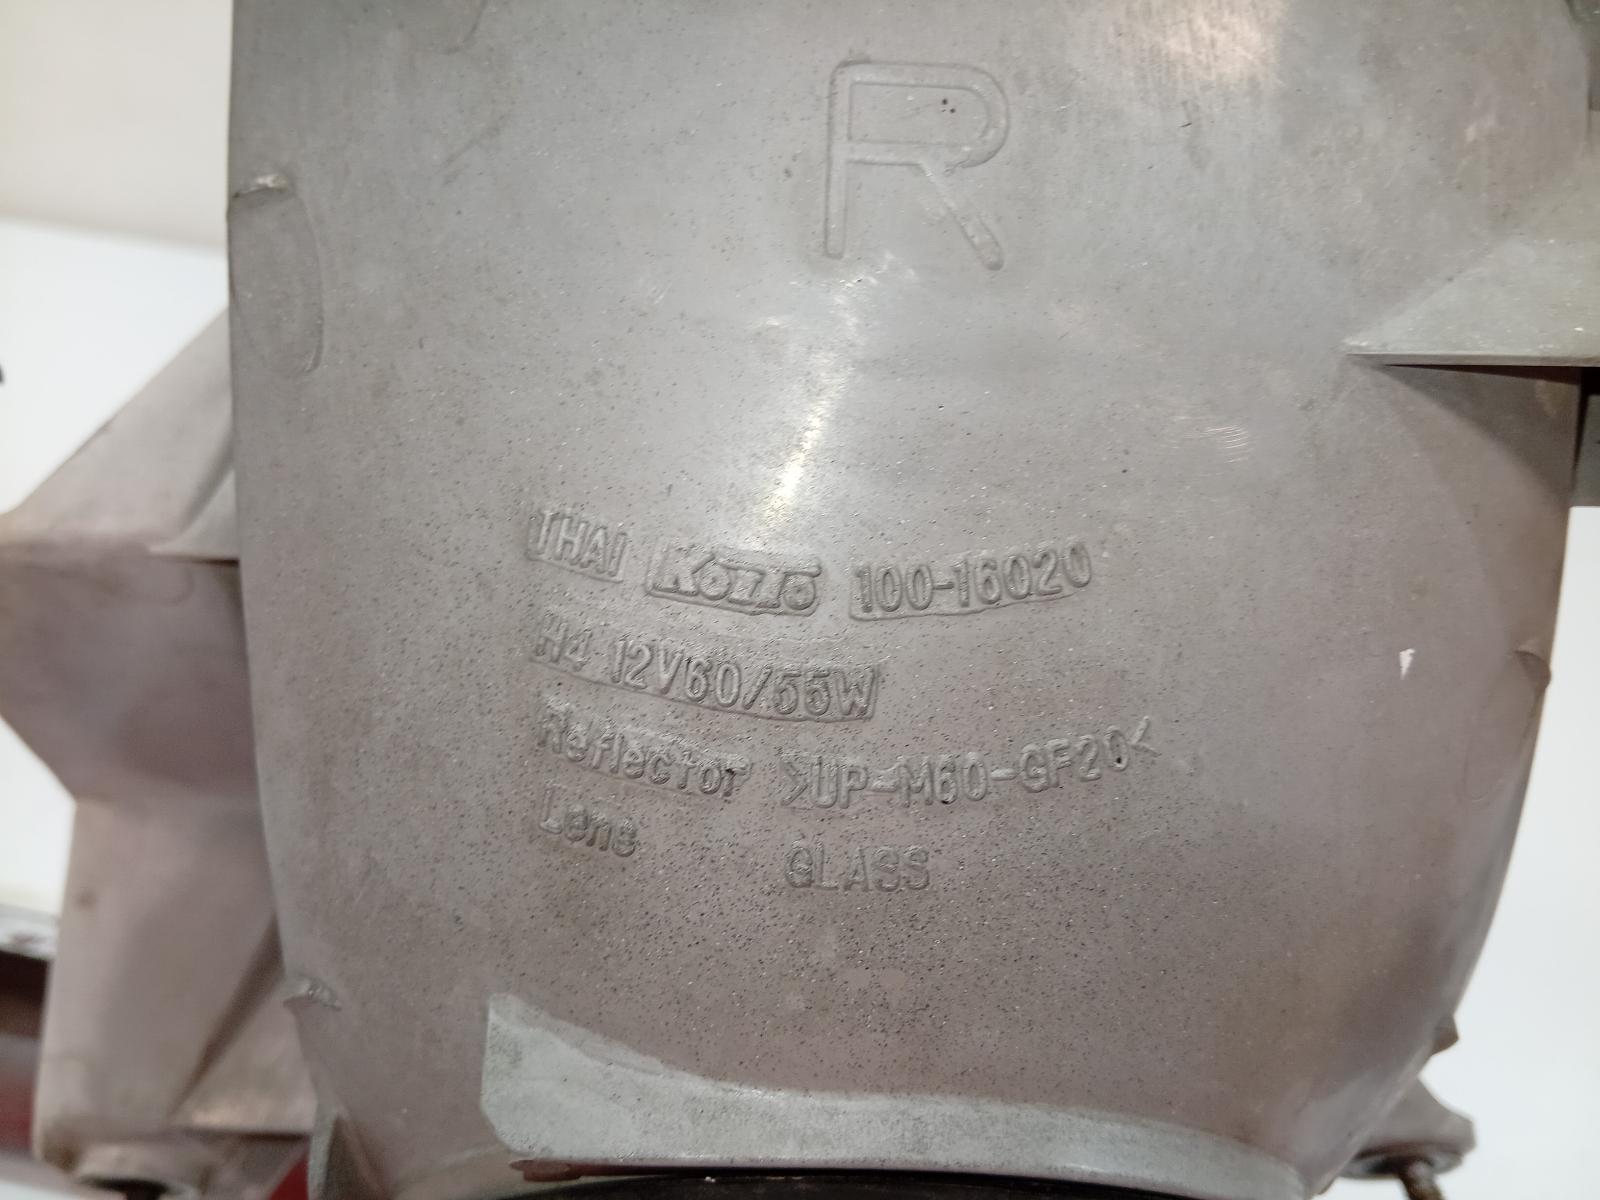 R
THAI KOITO 100-16020
H4 12V60/55W
Reflector >UP-M60-GF20<
Lens GLASS